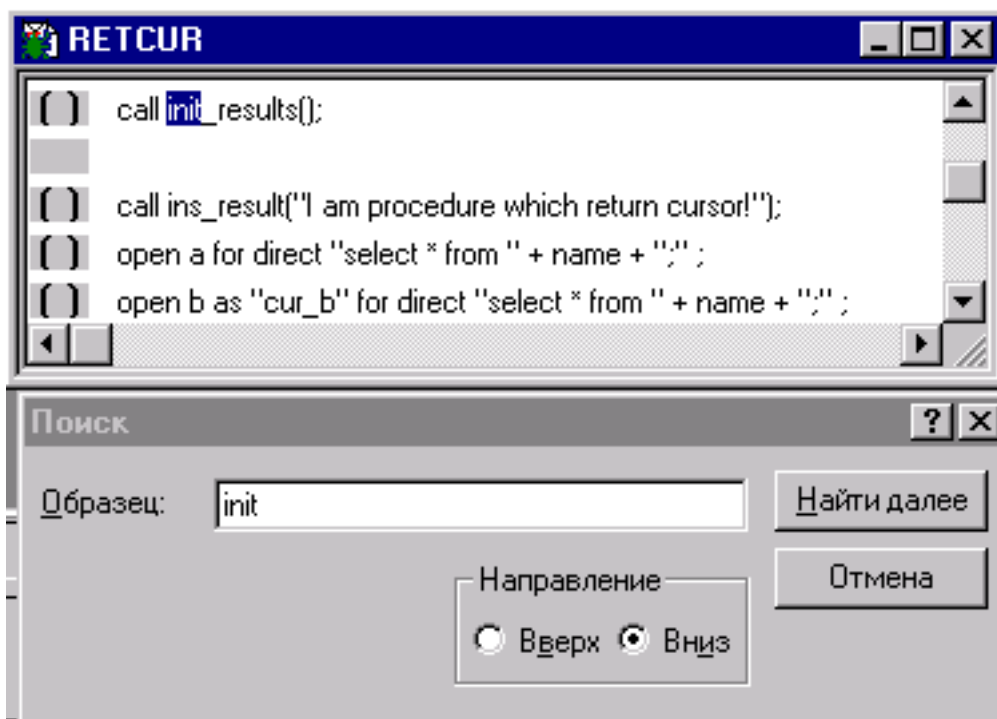 RETCUR
( ) call init_results();
( ) call ins_result("I am procedure which return cursor!");
( ) open a for direct "select * from " + name + ";" ;
( ) open b as "cur_b" for direct "select * from " + name + ";" ;
Поиск
Образец: init Найти далее
Направление Отмена
Вверх Вниз